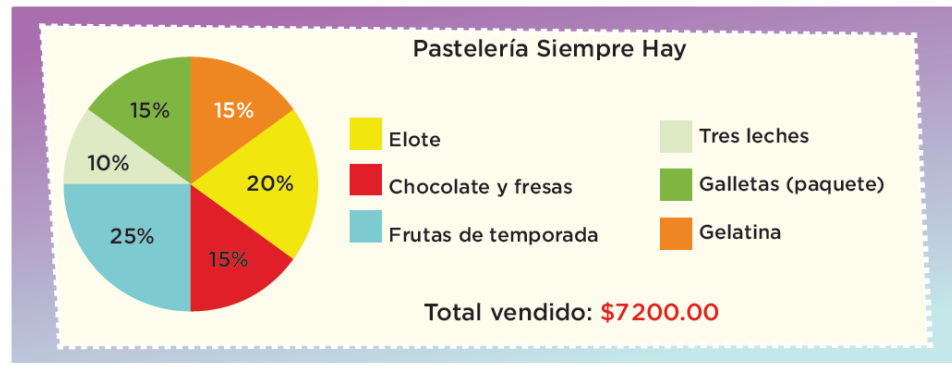 Pastelería Siempre Hay
15%
15%
10%
20%
25%
15%
Elote
Chocolate y fresas
Frutas de temporada
Tres leches
Galletas (paquete)
Gelatina
Total vendido: $7200.00